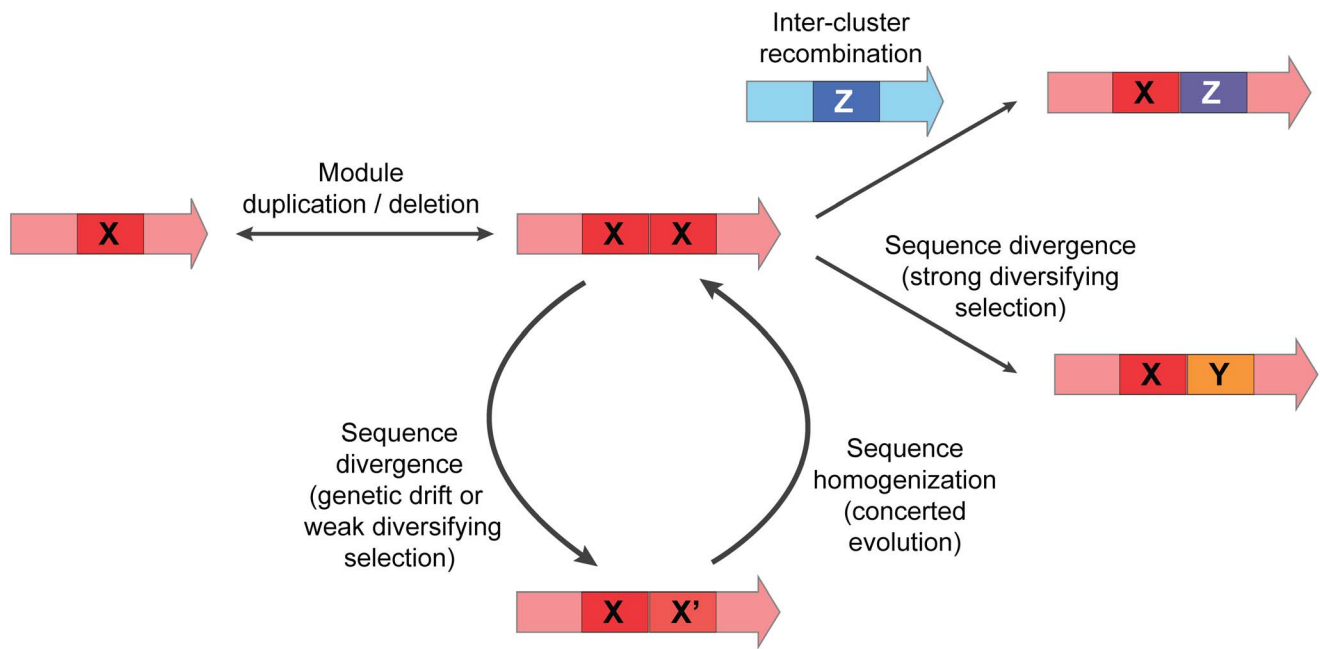 Inter-cluster
recombination
Z
X Z
Module
duplication / deletion
X
X X
Sequence divergence
(strong diversifying
selection)
X Y
Sequence
divergence
(genetic drift or
weak diversifying
selection)
Sequence
homogenization
(concerted
evolution)
X X’